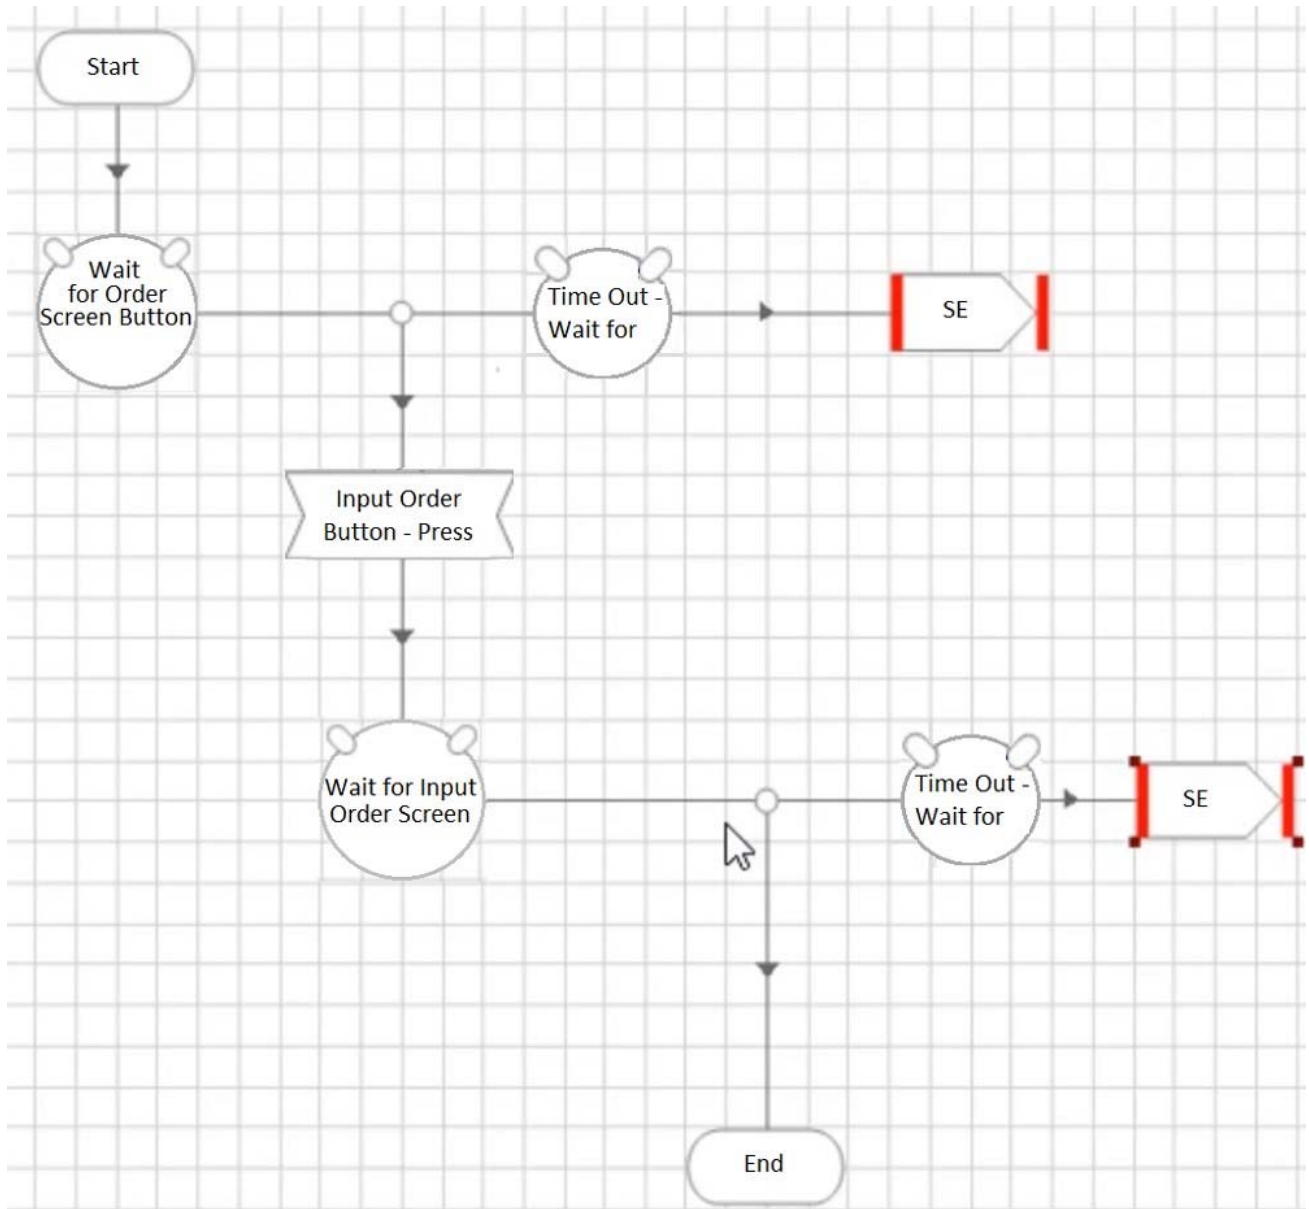 Start
Wait
for Order
Screen Button
Time Out -
Wait for
SE
Input Order
Button - Press
Wait for Input
Order Screen
Time Out -
Wait for
SE
End